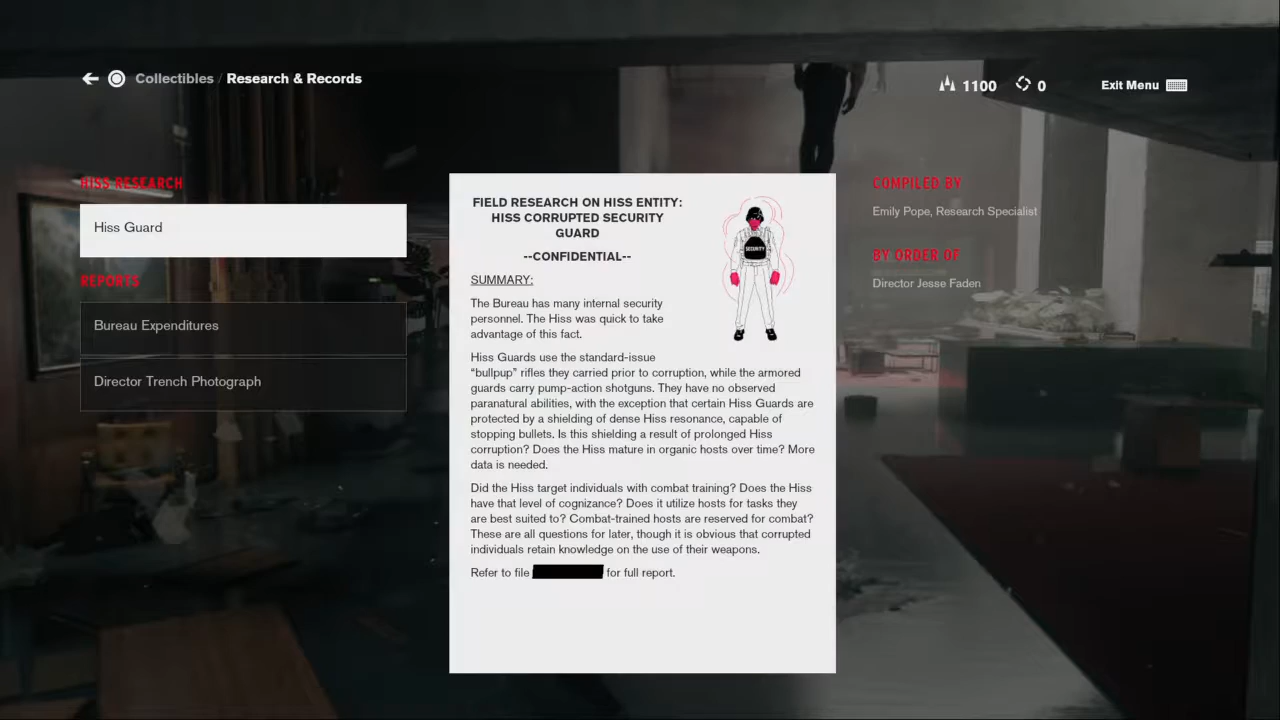 Collectibles / Research & Records
1100
0
Exit Menu
HISS RESEARCH
Hiss Guard
REPORTS
Bureau Expenditures
Director Trench Photograph
FIELD RESEARCH ON HISS ENTITY:
HISS CORRUPTED SECURITY
GUARD
--CONFIDENTIAL--
SUMMARY:
The Bureau has many internal security
personnel. The Hiss was quick to take
advantage of this fact.
Hiss Guards use the standard-issue
“bullpup” rifles they carried prior to corruption, while the armored
guards carry pump-action shotguns. They have no observed
paranatural abilities, with the exception that certain Hiss Guards are
protected by a shielding of dense Hiss resonance, capable of
stopping bullets. Is this shielding a result of prolonged Hiss
corruption? Does the Hiss mature in organic hosts over time? More
data is needed.
Did the Hiss target individuals with combat training? Does the Hiss
have that level of cognizance? Does it utilize hosts for tasks they
are best suited to? Combat-trained hosts are reserved for combat?
These are all questions for later, though it is obvious that corrupted
individuals retain knowledge on the use of their weapons.
Refer to file for full report.
SECURITY
COMPILED BY
Emily Pope, Research Specialist
BY ORDER OF
Director Jesse Faden